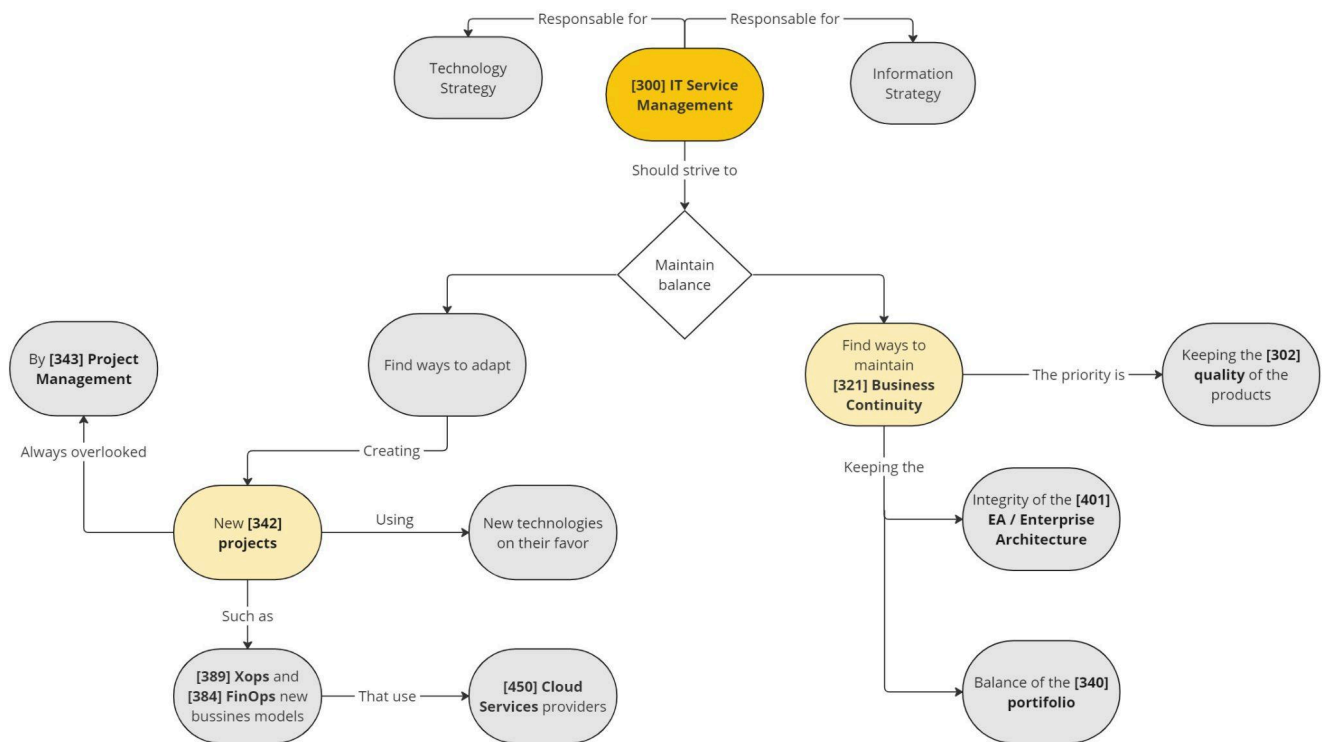 Responsable for
Responsable for
Technology
Strategy
[300] IT Service
Management
Information
Strategy
Should strive to
Maintain
balance
By [343] Project
Management
Find ways to adapt
Find ways to
maintain
[321] Business
Continuity
The priority is
Keeping the [302]
quality of the
products
Always overlooked
Creating
Keeping the
New [342]
projects
Using
New technologies
on their favor
Integrity of the [401]
EA / Enterprise
Architecture
Such as
[389] Xops and
[384] FinOps new
bussines models
That use
[450] Cloud
Services providers
Balance of the [340]
portifolio